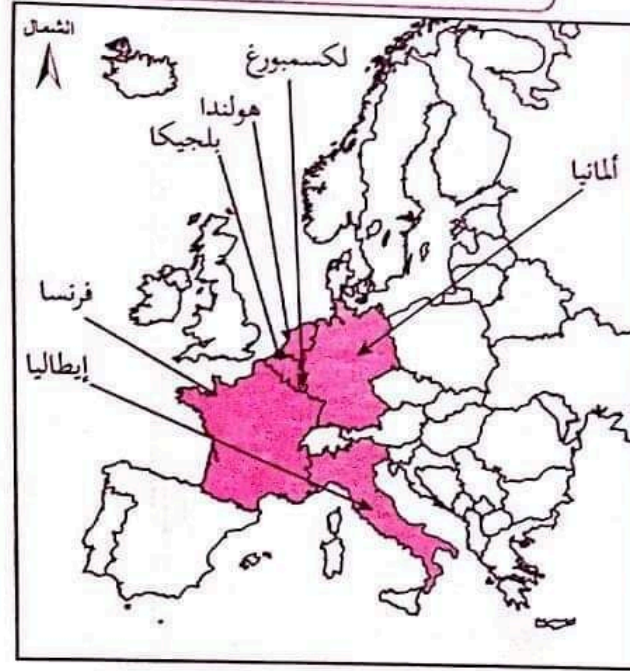 الشمال
لكسمبورغ
هولندا
بلجيكا
ألمانيا
فرنسا
إيطاليا